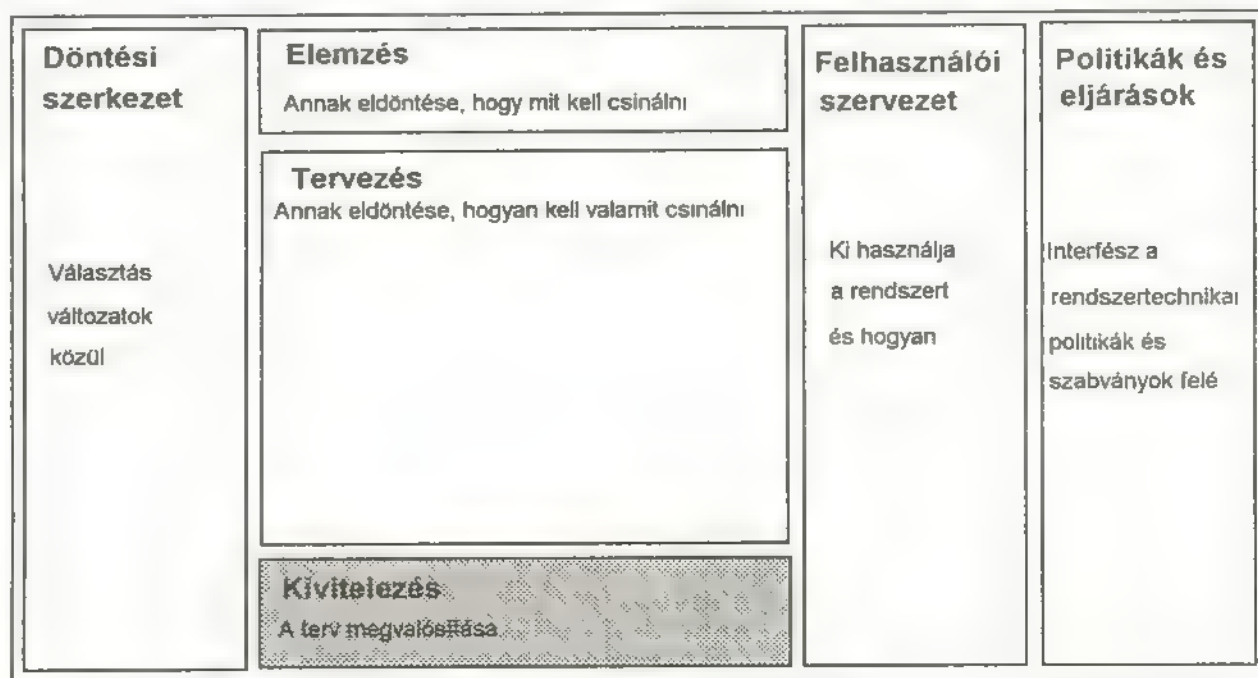 Döntési
szerkezet
Választás
változatok
közül
Elemzés
Annak eldöntése, hogy mit kell csinálni
Tervezés
Annak eldöntése, hogyan kell valamit csinálni
Kivitelezés
A terv megvalósítása
Felhasználói
szervezet
Ki használja
a rendszert
és hogyan
Politikák és
eljárások
Interfész a
rendszertechnikai
politikák és
szabványok felé